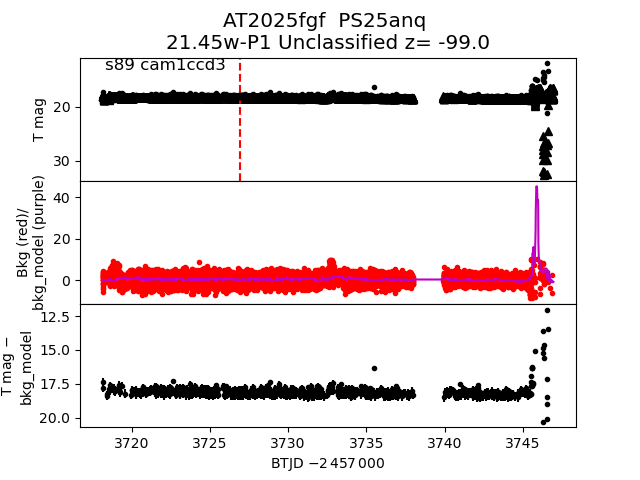 AT2025fgf  PS25anq
21.45w-P1 Unclassified z= -99.0
s89 cam1ccd3
T mag
20
30
Bkg (red)/
bkg_model (purple)
40
20
0
T mag −
bkg_model
12.5
15.0
17.5
20.0
3720 3725 3730 3735 3740 3745
BTJD −2 457 000